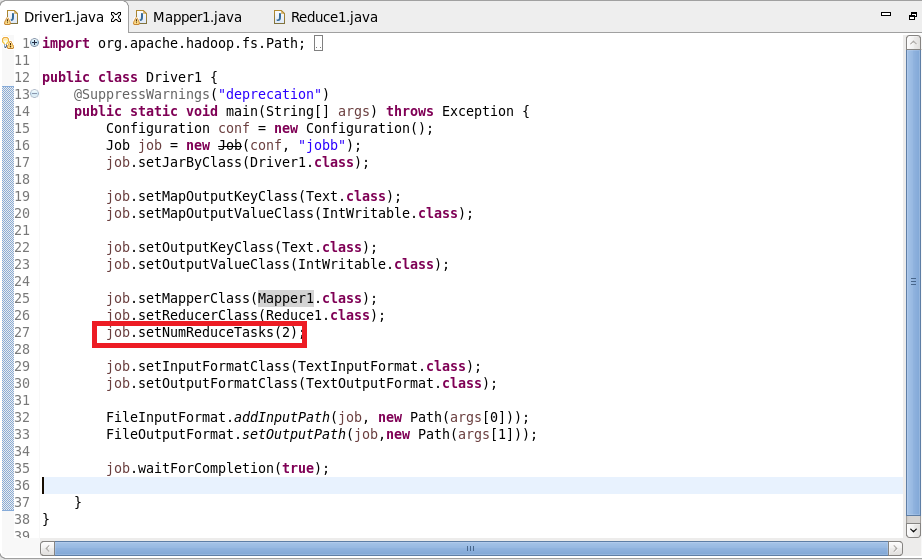 Driver1.java Mapper1.java Reduce1.java
1 import org.apache.hadoop.fs.Path;
11
12 public class Driver1 {
13     @SuppressWarnings("deprecation")
14     public static void main(String[] args) throws Exception {
15         Configuration conf = new Configuration();
16         Job job = new Job(conf, "jobb");
17         job.setJarByClass(Driver1.class);
18
19         job.setMapOutputKeyClass(Text.class);
20         job.setMapOutputValueClass(IntWritable.class);
21
22         job.setOutputKeyClass(Text.class);
23         job.setOutputValueClass(IntWritable.class);
24
25         job.setMapperClass(Mapper1.class);
26         job.setReducerClass(Reduce1.class);
27         job.setNumReduceTasks(2);
28
29         job.setInputFormatClass(TextInputFormat.class);
30         job.setOutputFormatClass(TextOutputFormat.class);
31
32         FileInputFormat.addInputPath(job, new Path(args[0]));
33         FileOutputFormat.setOutputPath(job,new Path(args[1]));
34
35         job.waitForCompletion(true);
36
37     }
38 }
39